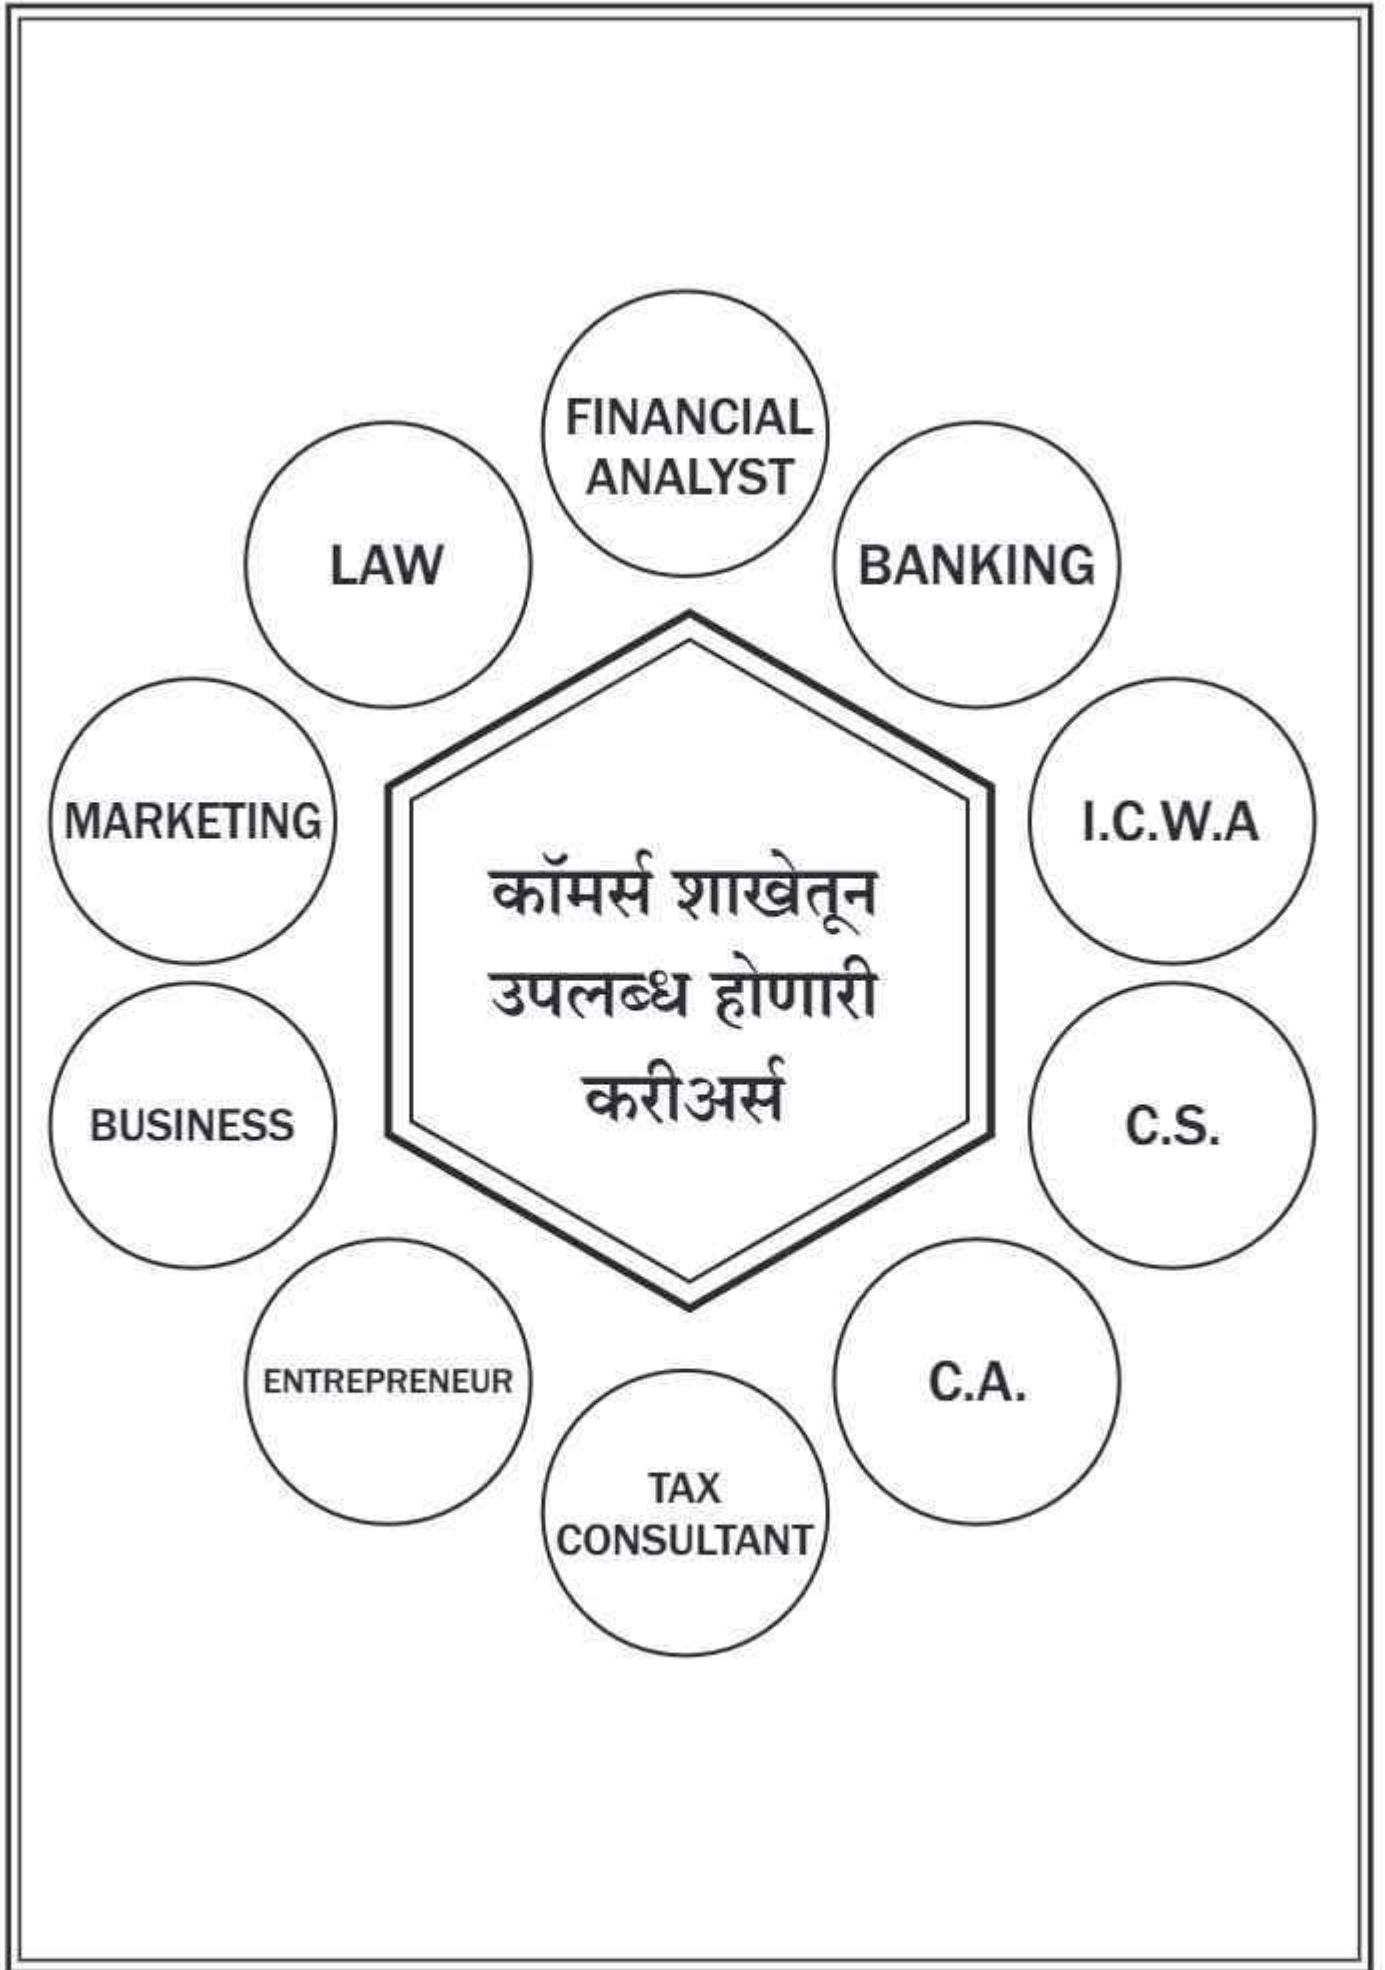 FINANCIAL
ANALYST
LAW
BANKING
MARKETING
I.C.W.A
कॉमर्स शाखेतून
उपलब्ध होणारी
करीअर्स
BUSINESS
C.S.
ENTREPRENEUR
C.A.
TAX
CONSULTANT